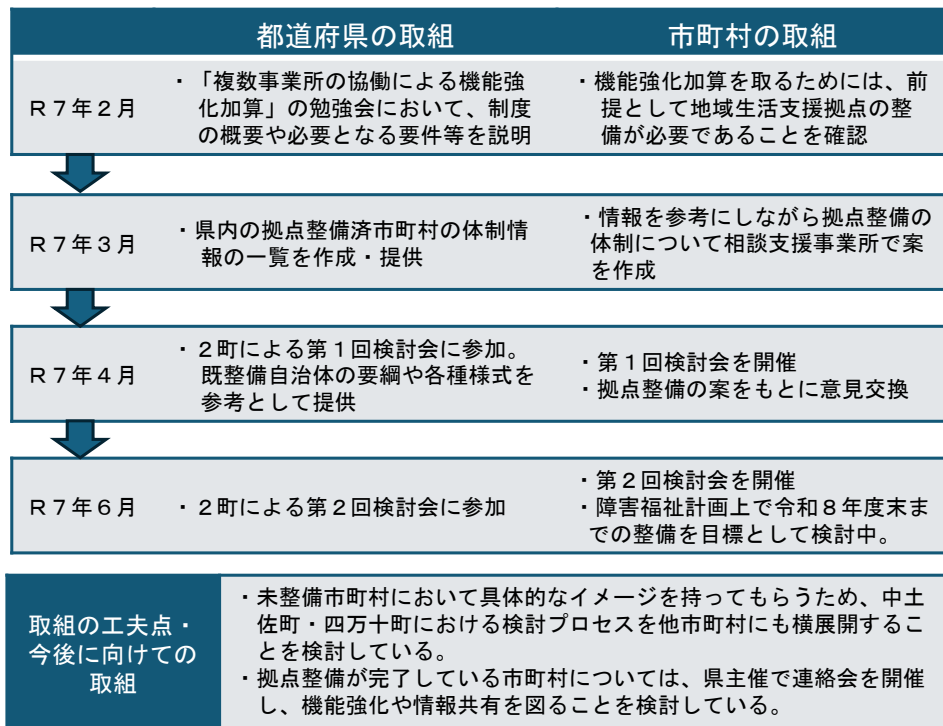 都道府県の取組 市町村の取組
R7年2月
・「複数事業所の協働による機能強
化加算」の勉強会において、制度
の概要や必要となる要件等を説明
・機能強化加算を取るためには、前
提として地域生活支援拠点の整
備が必要であることを確認
R7年3月
・県内の拠点整備済市町村の体制情
報の一覧を作成・提供
・情報を参考にしながら拠点整備の
体制について相談支援事業所で案
を作成
R7年4月
・2町による第1回検討会に参加。
既整備自治体の要綱や各種様式を
参考として提供
・第1回検討会を開催
・拠点整備の案をもとに意見交換
R7年6月
・2町による第2回検討会に参加
・第2回検討会を開催
・障害福祉計画上で令和8年度末ま
での整備を目標として検討中。
取組の工夫点・
今後に向けての
取組
・未整備市町村において具体的なイメージを持ってもらうため、中土
佐町・四万十町における検討プロセスを他市町村にも横展開するこ
とを検討している。
・拠点整備が完了している市町村については、県主催で連絡会を開催
し、機能強化や情報共有を図ることを検討している。